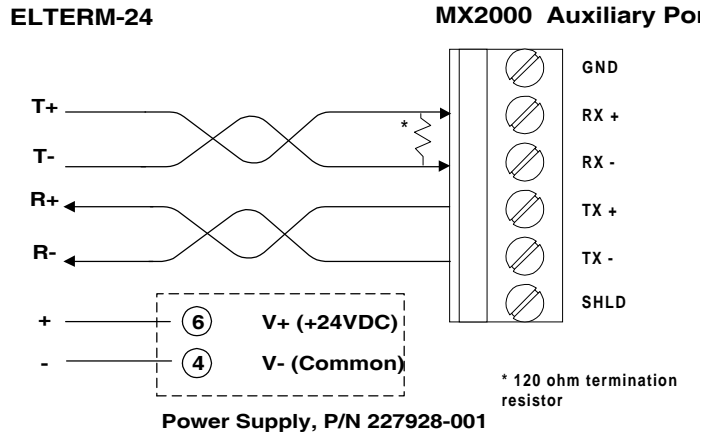 ELTERM-24
MX2000 Auxiliary Por
GND
T+
RX +
*
T-
RX -
R+
TX +
R-
TX -
SHLD
+ 6 V+ (+24VDC)
- 4 V- (Common)
* 120 ohm termination
resistor
Power Supply, P/N 227928-001